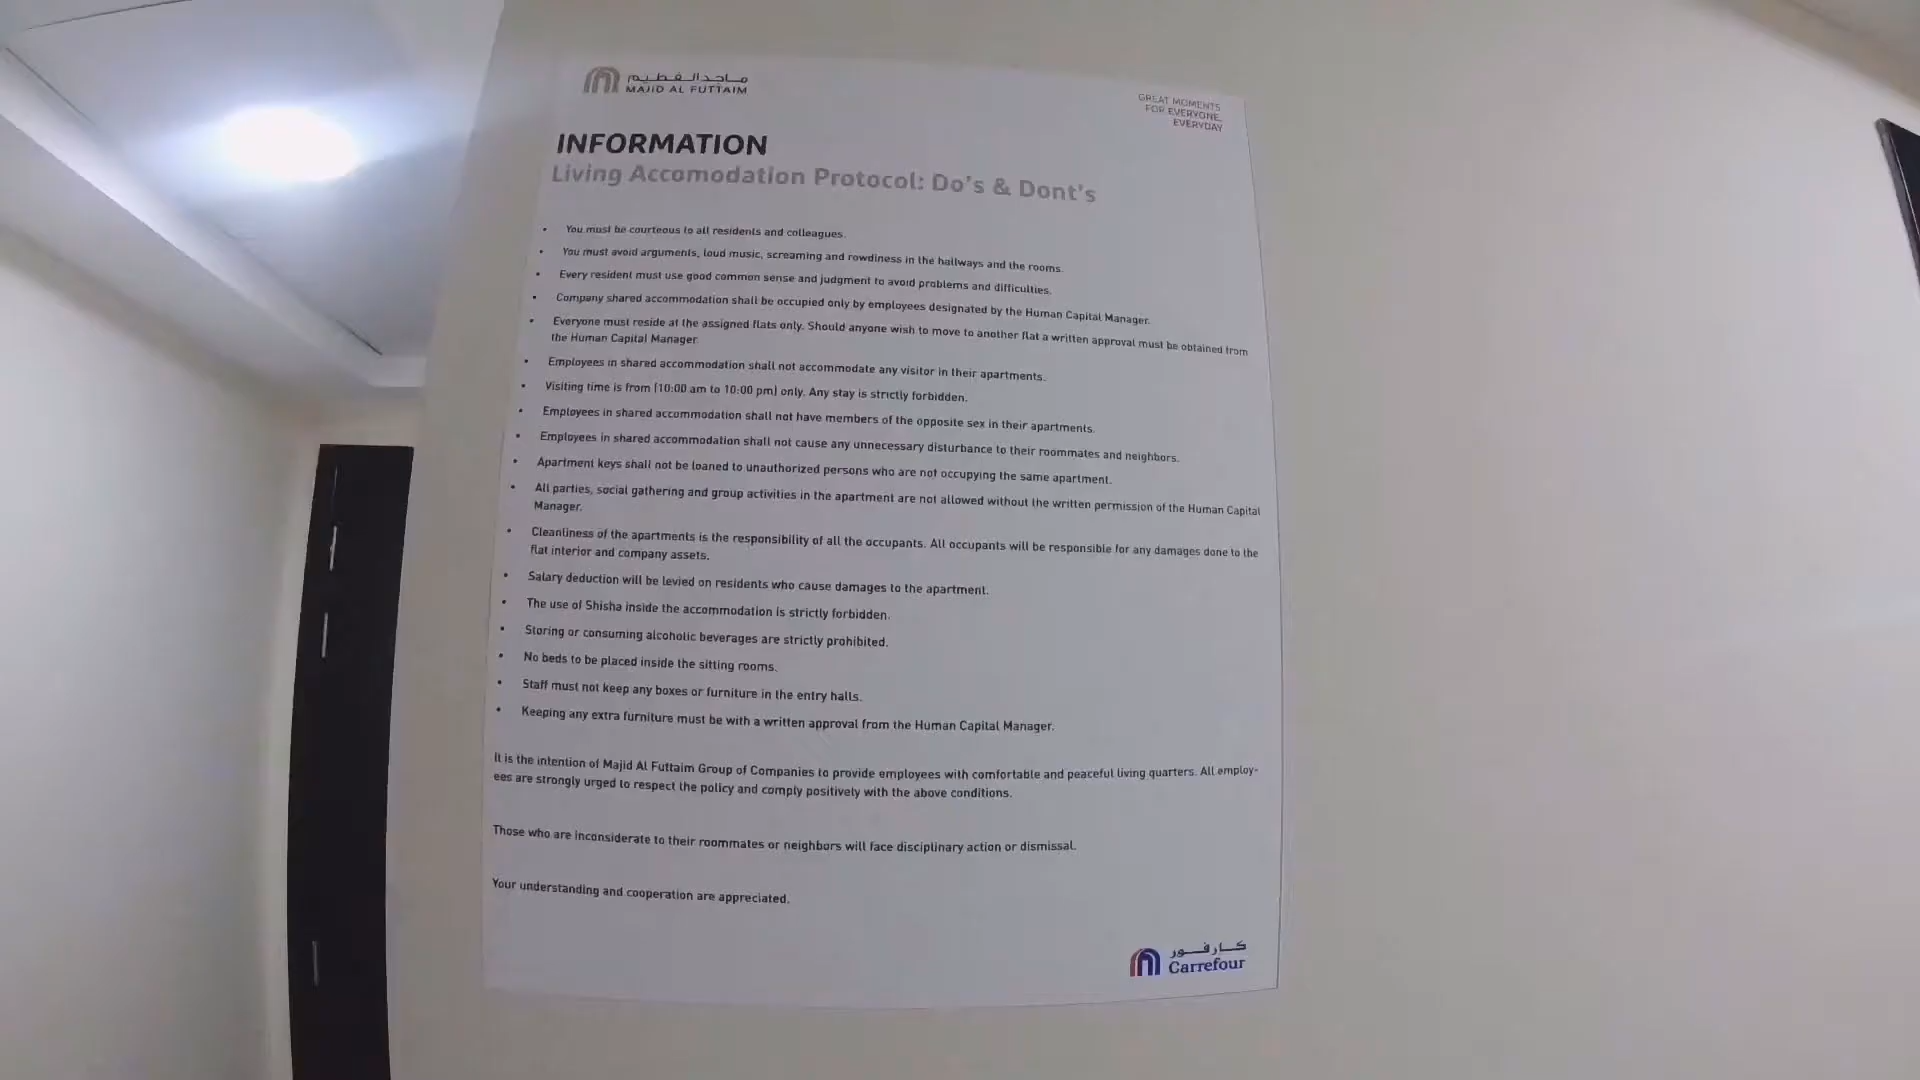 ماجد الفطيم
MAJID AL FUTTAIM
GREAT MOMENTS
FOR EVERYONE,
EVERYDAY
INFORMATION
Living Accomodation Protocol: Do's & Dont's
• You must be courteous to all residents and colleagues.
• You must avoid arguments, loud music, screaming and rowdiness in the hallways and the rooms.
• Every resident must use good common sense and judgment to avoid problems and difficulties.
• Company shared accommodation shall be occupied only by employees designated by the Human Capital Manager.
• Everyone must reside at the assigned flats only. Should anyone wish to move to another flat a written approval must be obtained from
the Human Capital Manager.
• Employees in shared accommodation shall not accommodate any visitor in their apartments.
• Visiting time is from (10:00 am to 10:00 pm) only. Any stay is strictly forbidden.
• Employees in shared accommodation shall not have members of the opposite sex in their apartments.
• Employees in shared accommodation shall not cause any unnecessary disturbance to their roommates and neighbors.
• Apartment keys shall not be loaned to unauthorized persons who are not occupying the same apartment.
• All parties, social gathering and group activities in the apartment are not allowed without the written permission of the Human Capital
Manager.
• Cleanliness of the apartments is the responsibility of all the occupants. All occupants will be responsible for any damages done to the
flat interior and company assets.
• Salary deduction will be levied on residents who cause damages to the apartment.
• The use of Shisha inside the accommodation is strictly forbidden.
• Storing or consuming alcoholic beverages are strictly prohibited.
• No beds to be placed inside the sitting rooms.
• Staff must not keep any boxes or furniture in the entry halls.
• Keeping any extra furniture must be with a written approval from the Human Capital Manager.
It is the intention of Majid Al Futtaim Group of Companies to provide employees with comfortable and peaceful living quarters. All employ-
ees are strongly urged to respect the policy and comply positively with the above conditions.
Those who are inconsiderate to their roommates or neighbors will face disciplinary action or dismissal.
Your understanding and cooperation are appreciated.
كارفور
Carrefour